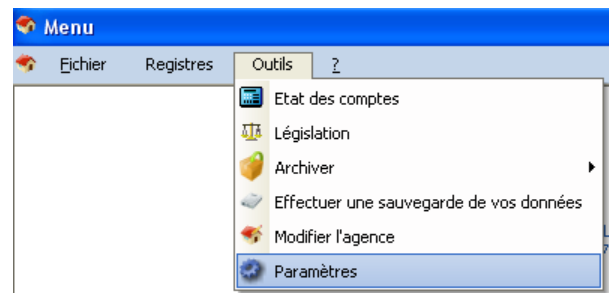 Menu
Fichier Registres Outils ?
Etat des comptes
Législation
Archiver
Effectuer une sauvegarde de vos données
Modifier l'agence
Paramètres